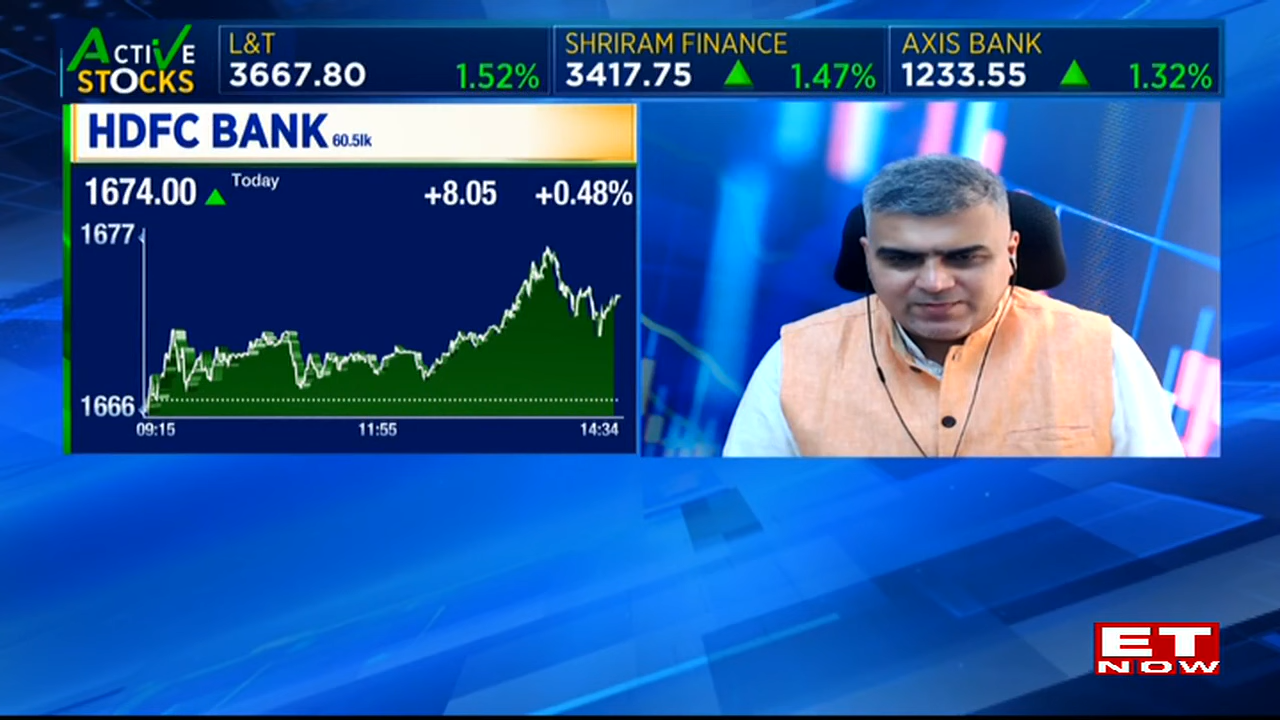 ACTIVE
STOCKS
L&T
3667.80 1.52%
SHRIRAM FINANCE
3417.75 1.47%
AXIS BANK
1233.55 1.32%
HDFC BANK 60.5lk
1674.00 Today +8.05 +0.48%
1677
1666
09:15 11:55 14:34
ET
NOW